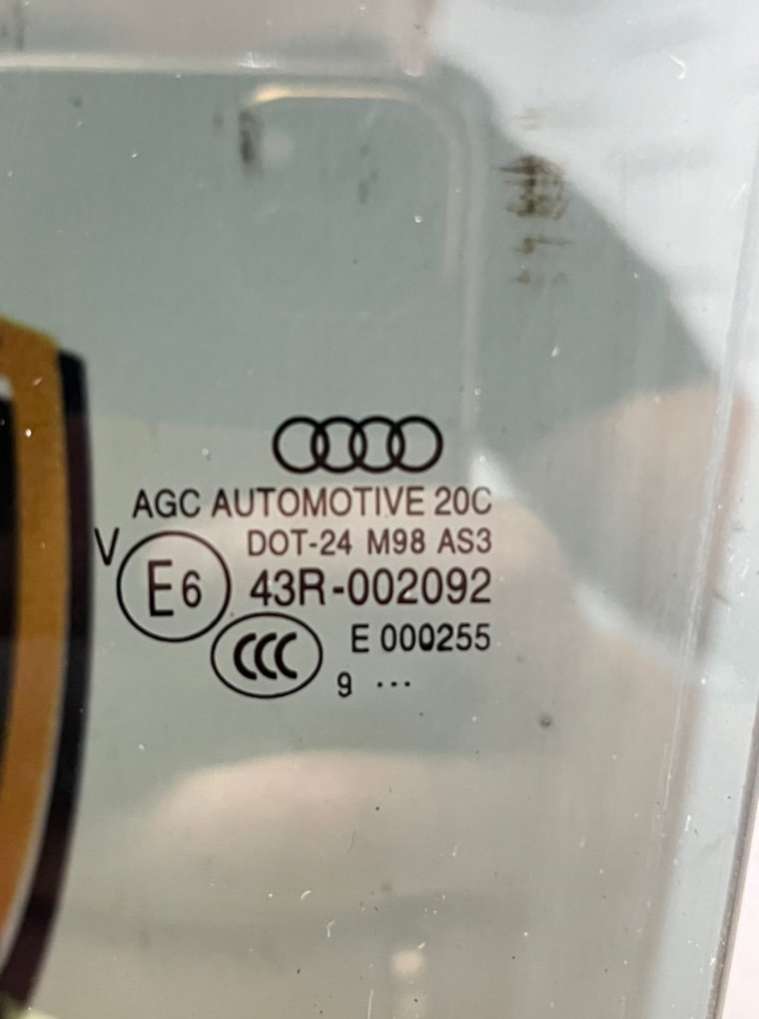 AGC AUTOMOTIVE 20C
V
DOT-24 M98 AS3
E6 43R-002092
CCC E 000255
9 ...